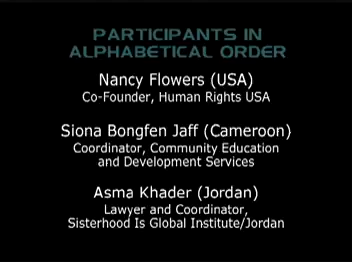 PARTICIPANTS IN
ALPHABETICAL ORDER
Nancy Flowers (USA)
Co-Founder, Human Rights USA
Siona Bongfen Jaff (Cameroon)
Coordinator, Community Education
and Development Services
Asma Khader (Jordan)
Lawyer and Coordinator,
Sisterhood Is Global Institute/Jordan